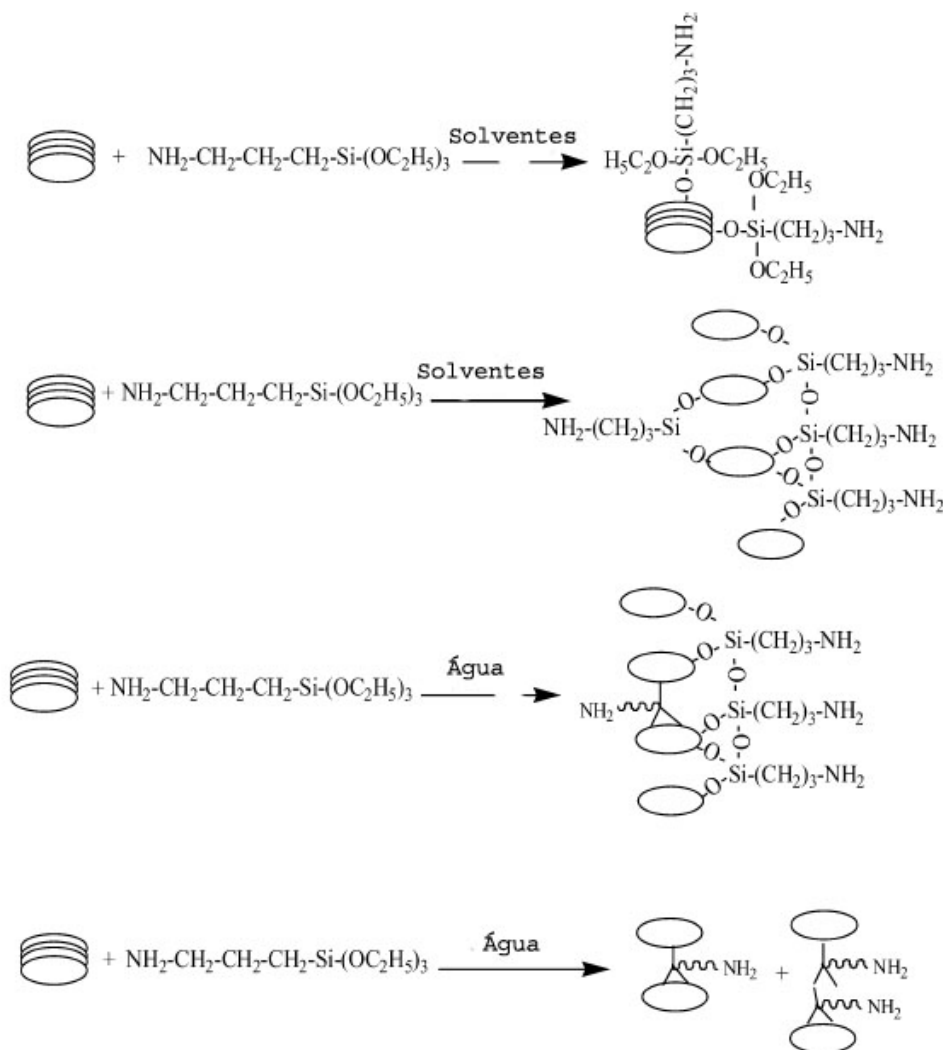 Si-(CH2)3-NH2
+ NH2-CH2-CH2-CH2-Si-(OC2H5)3
Solventes
H5C2O OC2H5
O
OC2H5
-O-Si-(CH2)3-NH2
OC2H5
O
+ NH2-CH2-CH2-CH2-Si-(OC2H5)3
Solventes
O Si-(CH2)3-NH2
O
O
NH2-(CH2)3-Si
O Si-(CH2)3-NH2
O O O
O Si-(CH2)3-NH2
O
+ NH2-CH2-CH2-CH2-Si-(OC2H5)3
Água
O Si-(CH2)3-NH2
O
NH2
O Si-(CH2)3-NH2
O O
O Si-(CH2)3-NH2
+ NH2-CH2-CH2-CH2-Si-(OC2H5)3
Água
NH2 + NH2
NH2